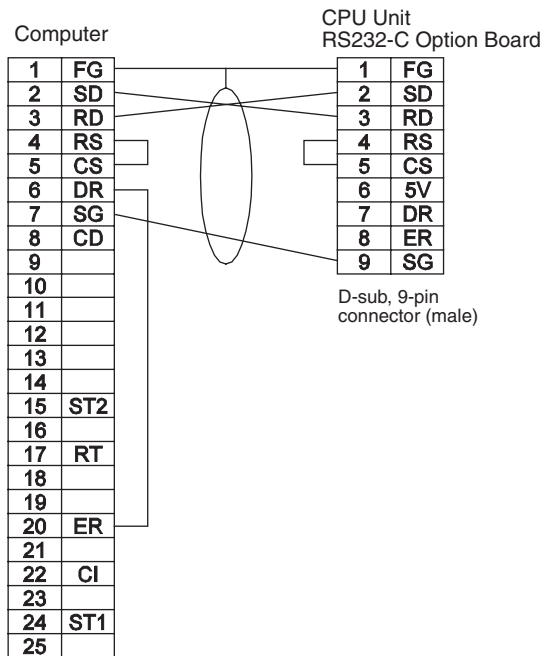 Computer
1 FG
2 SD
3 RD
4 RS
5 CS
6 DR
7 SG
8 CD
9
10
11
12
13
14
15 ST2
16
17 RT
18
19
20 ER
21
22 CI
23
24 ST1
25
CPU Unit
RS232-C Option Board
1 FG
2 SD
3 RD
4 RS
5 CS
6 5V
7 DR
8 ER
9 SG
D-sub, 9-pin
connector (male)